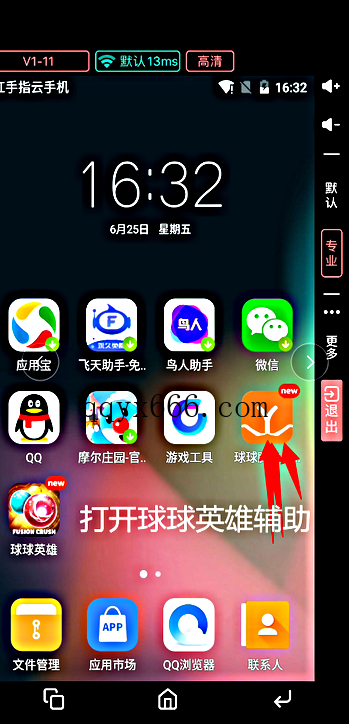 V1-11
默认13ms
高清
红手指云手机
16:32
16:32
6月25日 星期五
默认
专业
更多
退出
应用宝
飞天助手-免..
鸟人
鸟人助手
微信
new
qqyx666.com
QQ
摩尔庄园-官..
游戏工具
new
FUSION CRUSH
打开球球英雄辅助
球球英雄
APP
文件管理
应用市场
QQ浏览器
联系人